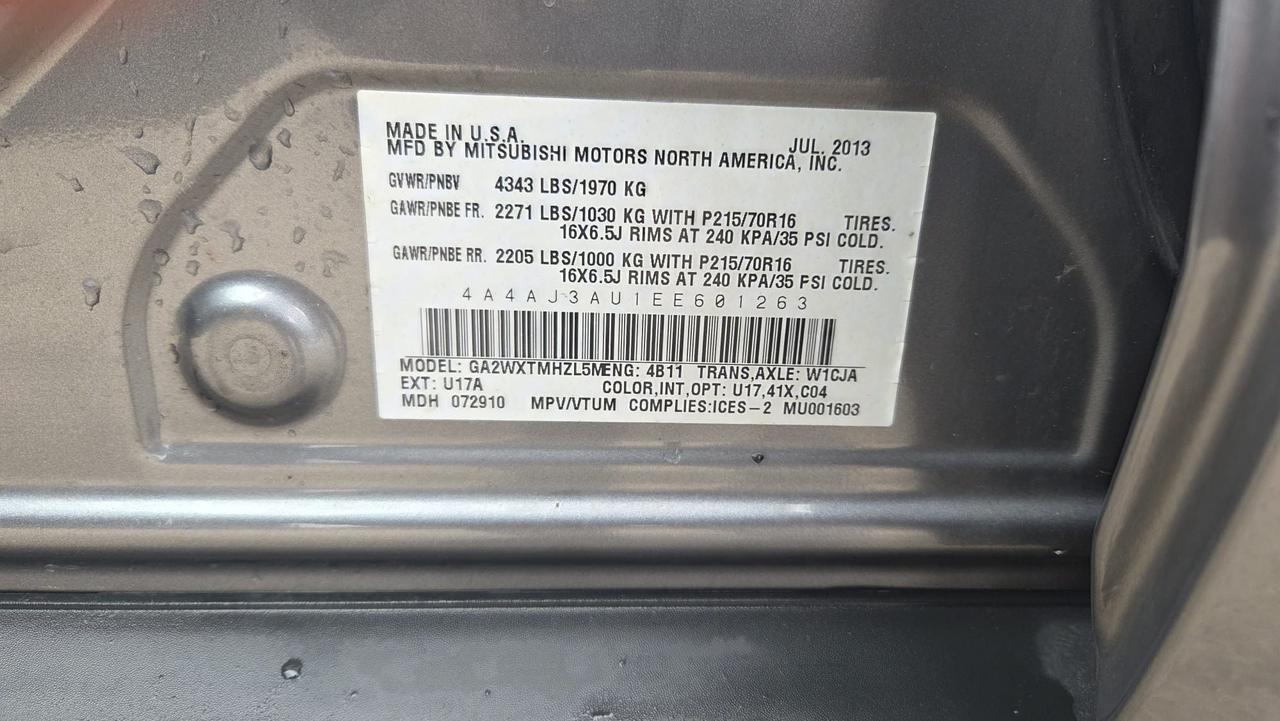 MADE IN U.S.A. JUL. 2013
MFD BY MITSUBISHI MOTORS NORTH AMERICA, INC.
GVWR/PNBV 4343 LBS/1970 KG
GAWR/PNBE FR. 2271 LBS/1030 KG WITH P215/70R16 TIRES.
16X6.5J RIMS AT 240 KPA/35 PSI COLD.
GAWR/PNBE RR. 2205 LBS/1000 KG WITH P215/70R16 TIRES.
16X6.5J RIMS AT 240 KPA/35 PSI COLD.
4A4AJ3AU1EE601263
MODEL: GA2WXTMHZL5M ENG: 4B11 TRANS,AXLE: W1CJA
EXT: U17A COLOR,INT,OPT: U17,41X,C04
MDH 072910 MPV/VTUM COMPLIES:ICES-2 MU001603